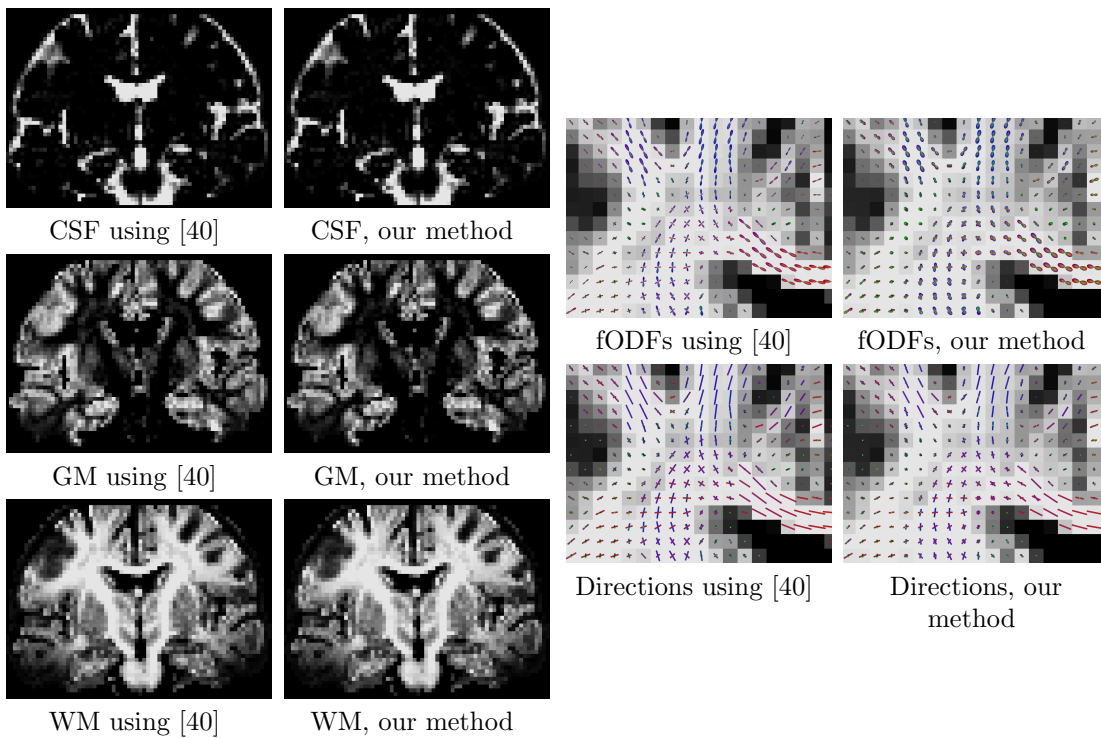 CSF using [40]
CSF, our method
GM using [40]
GM, our method
WM using [40]
WM, our method
fODFs using [40]
fODFs, our method
Directions using [40]
Directions, our
method